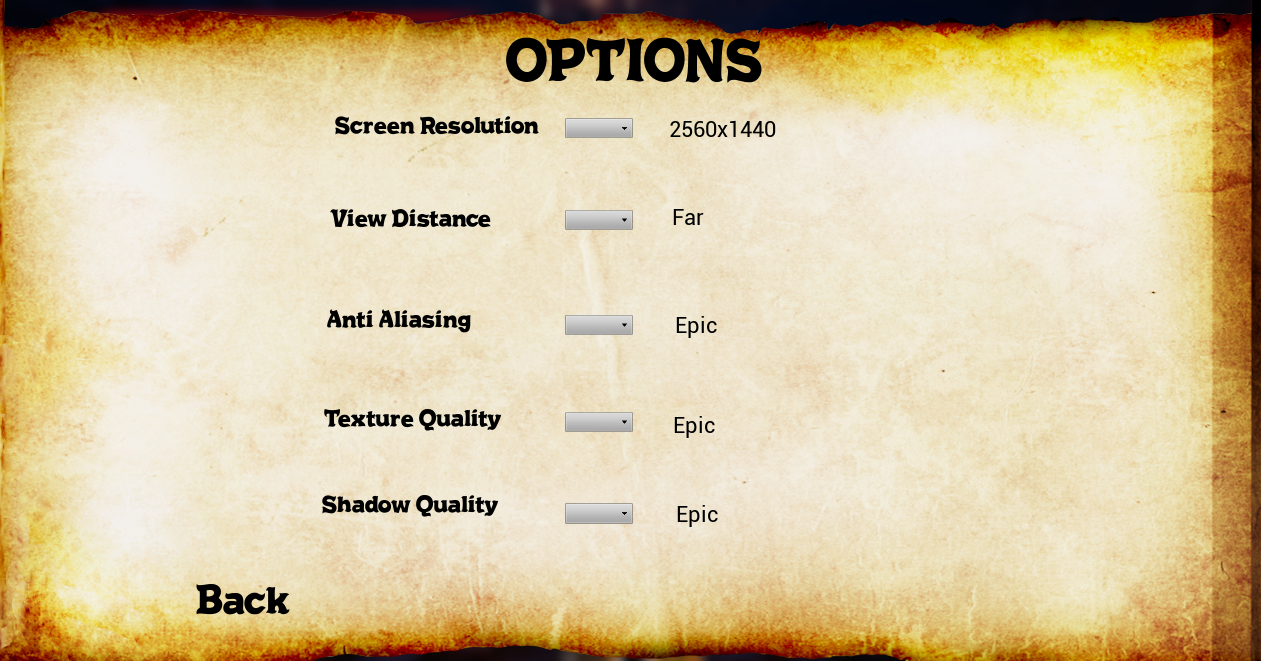 OPTIONS
Screen Resolution 2560x1440
View Distance Far
Anti Aliasing Epic
Texture Quality Epic
Shadow Quality Epic
Back